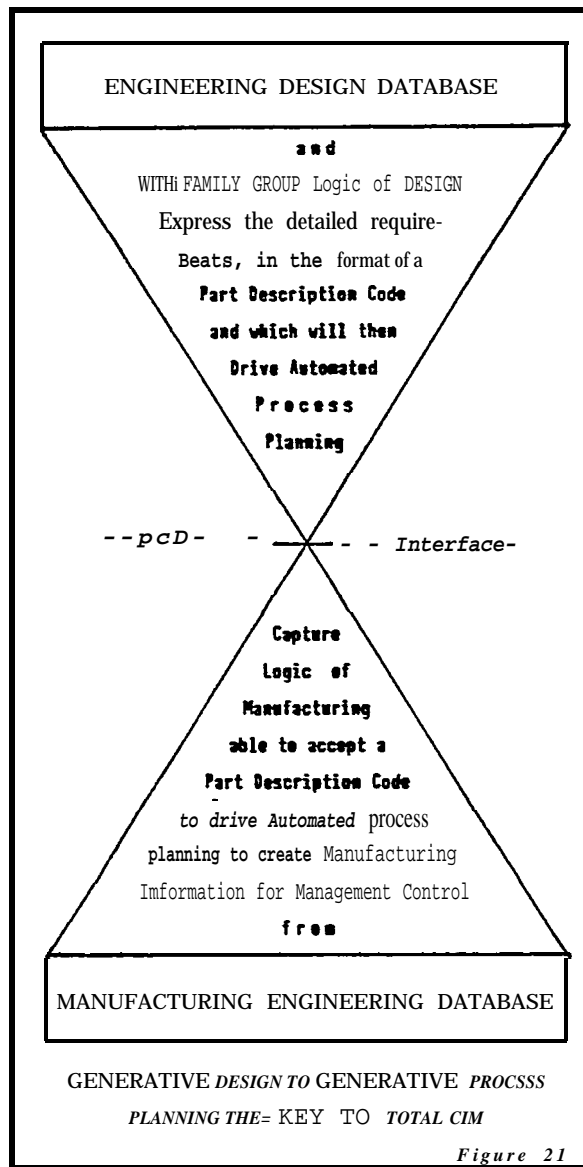 ENGINEERING DESIGN DATABASE
and
WITHi FAMILY GROUP Logic of DESIGN
Express the detailed require-
Beats, in the format of a
Part Description Code
and which will then
Drive Automated
Process
Planning
--pcD- - - - Interface-
Capture
Logic of
Manufacturing
able to accept a
Part Description Code
to drive Automated process
planning to create Manufacturing
Imformation for Management Control
from
MANUFACTURING ENGINEERING DATABASE
GENERATIVE DESIGN TO GENERATIVE PROCSSS
PLANNING THE= KEY TO TOTAL CIM
Figure 21